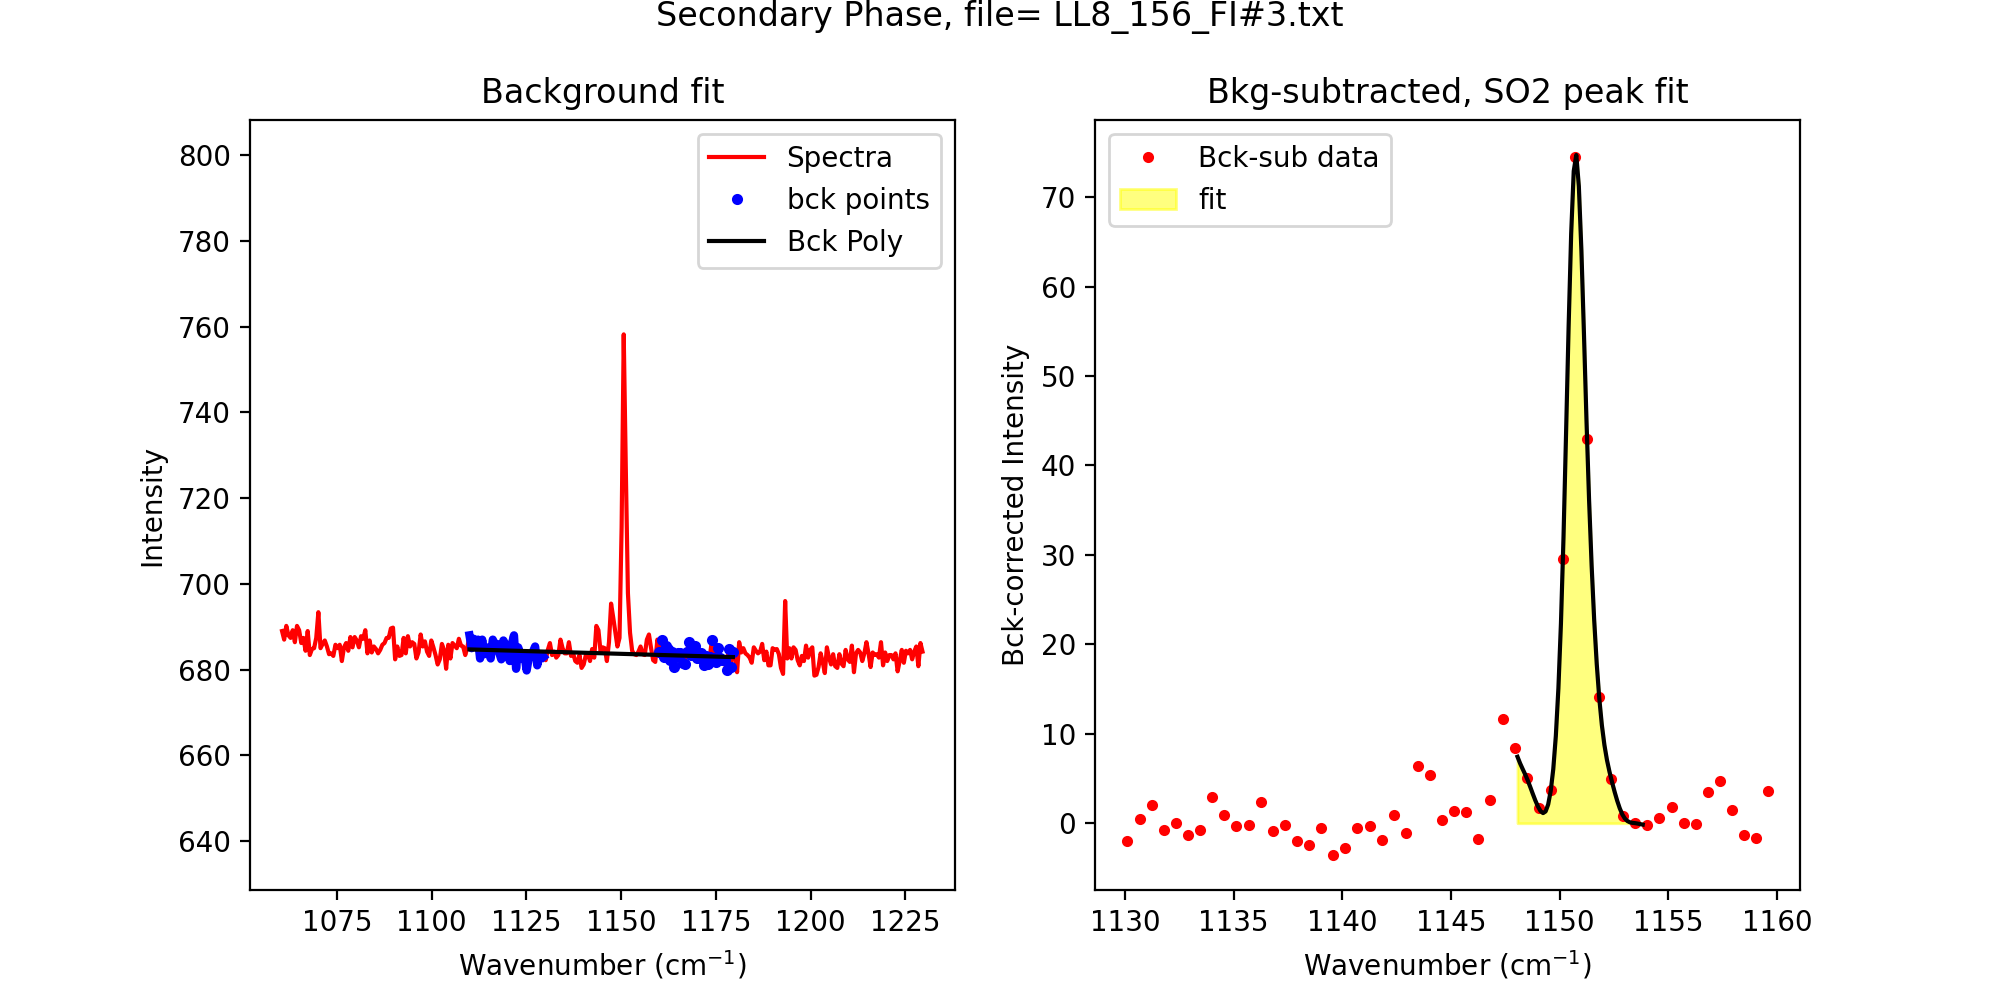 Secondary Phase, file= LL8_156_FI#3.txt
Background fit
Spectra
bck points
Bck Poly
800
780
760
740
720
700
680
660
640
Intensity
1075 1100 1125 1150 1175 1200 1225
Wavenumber (cm⁻¹)
Bkg-subtracted, SO2 peak fit
Bck-sub data
fit
70
60
50
40
30
20
10
0
Bck-corrected Intensity
1130 1135 1140 1145 1150 1155 1160
Wavenumber (cm⁻¹)